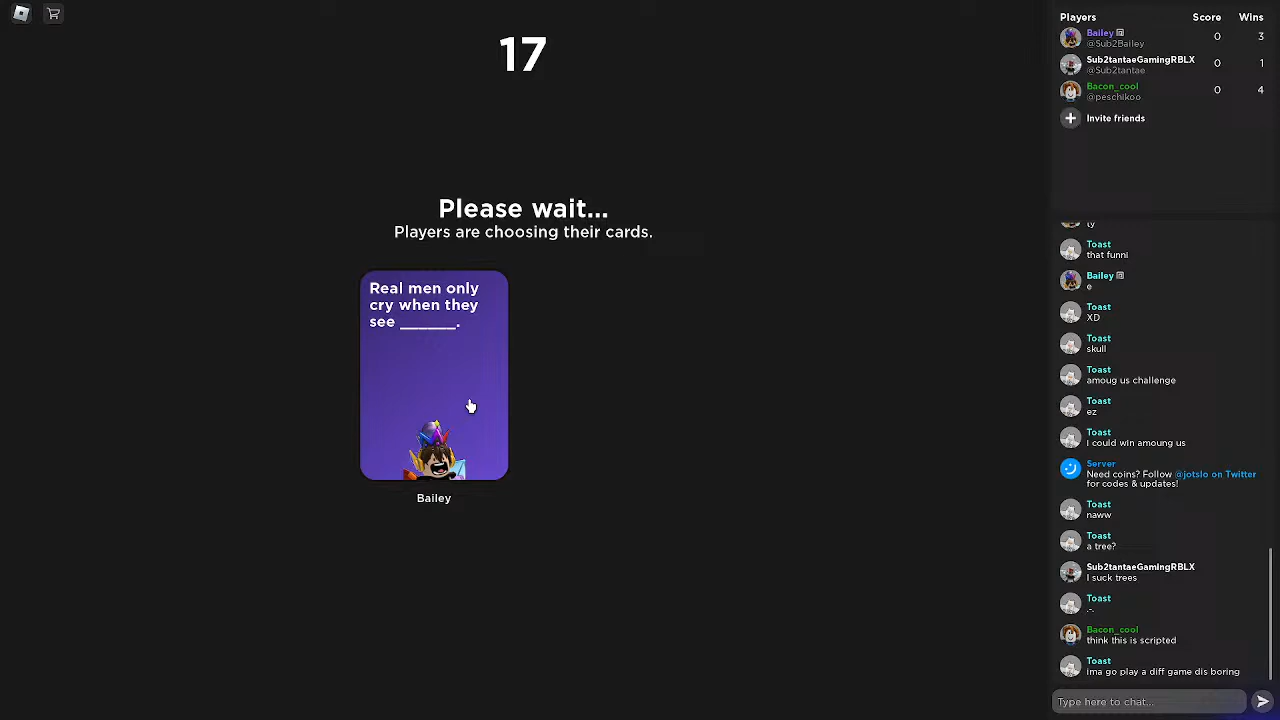 17
Please wait...
Players are choosing their cards.
Real men only
cry when they
see ______.
Bailey
Players Score Wins
Bailey 0 3
@Sub2Bailey
Sub2tantaeGamingRBLX 0 1
@Sub2tantae
Bacon_cool 0 4
@peschikoo
Invite friends
ty
Toast
that funni
Bailey
e
Toast
XD
Toast
skull
Toast
amoug us challenge
Toast
ez
Toast
I could win amoung us
Server
Need coins? Follow @jotslo on Twitter
for codes & updates!
Toast
naww
Toast
a tree?
Sub2tantaeGamingRBLX
I suck trees
Toast
.-.
Bacon_cool
think this is scripted
Toast
ima go play a diff game dis boring
Type here to chat...